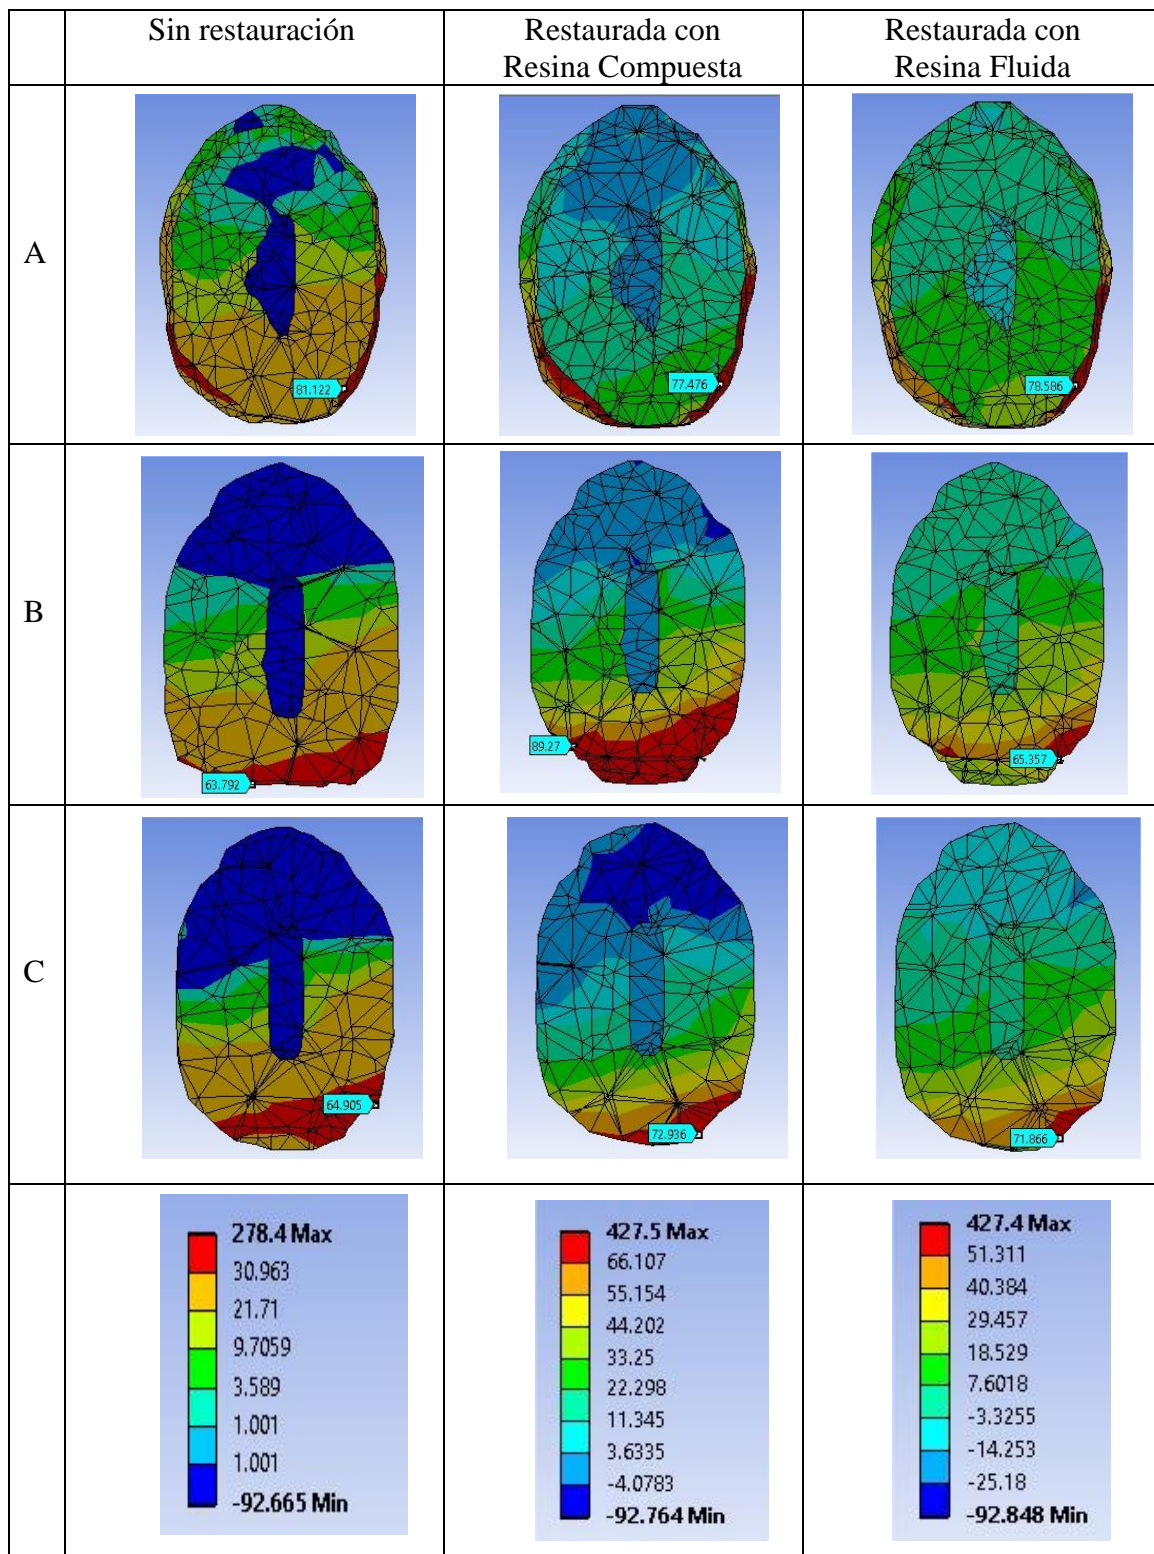 Sin restauración
Restaurada con
Resina Compuesta
Restaurada con
Resina Fluida
A
81.122
77.476
78.586
B
63.792
89.27
65.357
C
64.905
72.936
71.866
278.4 Max
30.963
21.71
9.7059
3.589
1.001
1.001
-92.665 Min
427.5 Max
66.107
55.154
44.202
33.25
22.298
11.345
3.6335
-4.0783
-92.764 Min
427.4 Max
51.311
40.384
29.457
18.529
7.6018
-3.3255
-14.253
-25.18
-92.848 Min